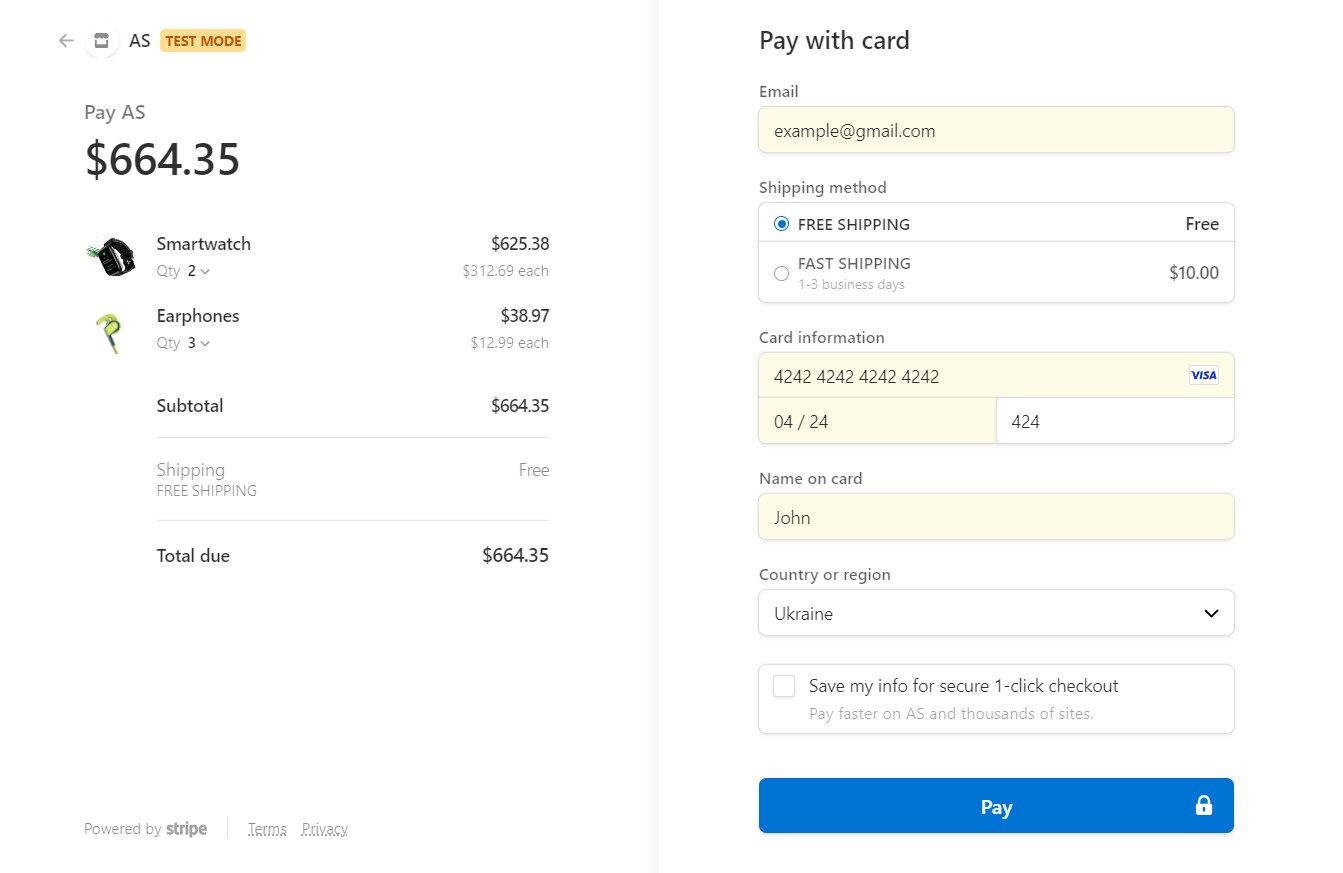 AS TEST MODE
Pay AS
$664.35
Smartwatch $625.38
Qty 2 $312.69 each
Earphones $38.97
Qty 3 $12.99 each
Subtotal $664.35
Shipping Free
FREE SHIPPING
Total due $664.35
Powered by stripe Terms Privacy
Pay with card
Email
example@gmail.com
Shipping method
FREE SHIPPING Free
FAST SHIPPING $10.00
1-3 business days
Card information
4242 4242 4242 4242 VISA
04 / 24 424
Name on card
John
Country or region
Ukraine
Save my info for secure 1-click checkout
Pay faster on AS and thousands of sites.
Pay